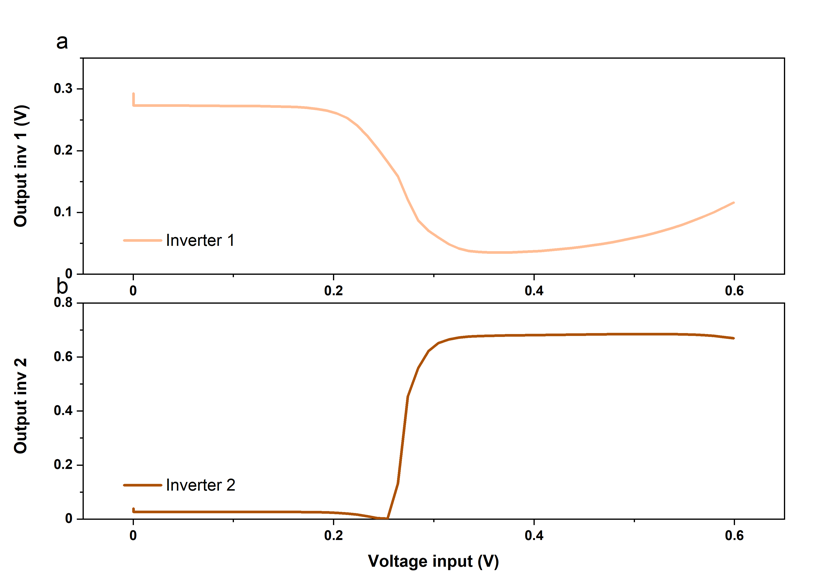 a
Output inv 1 (V)
0.3
0.2
0.1
0
Inverter 1
0 0.2 0.4 0.6
b
Output inv 2
0.8
0.6
0.4
0.2
0
Inverter 2
0 0.2 0.4 0.6
Voltage input (V)